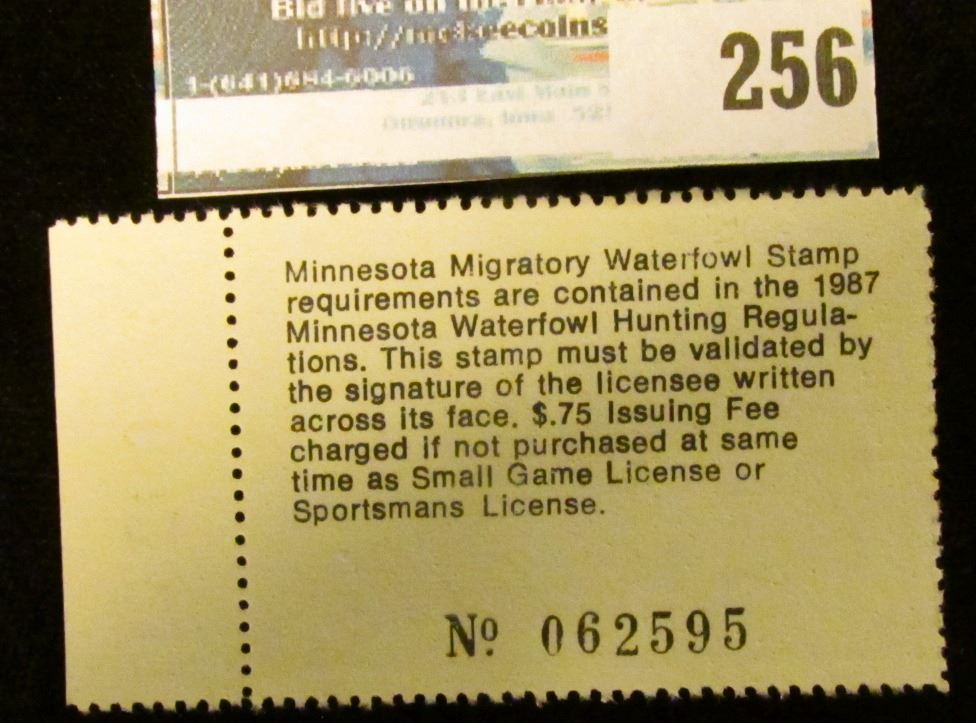 Bid live on
256
1-(641)684-5006
Minnesota Migratory Waterfowl Stamp
requirements are contained in the 1987
Minnesota Waterfowl Hunting Regula-
tions. This stamp must be validated by
the signature of the licensee written
across its face. $.75 Issuing Fee
charged if not purchased at same
time as Small Game License or
Sportsmans License.
Nº 062595